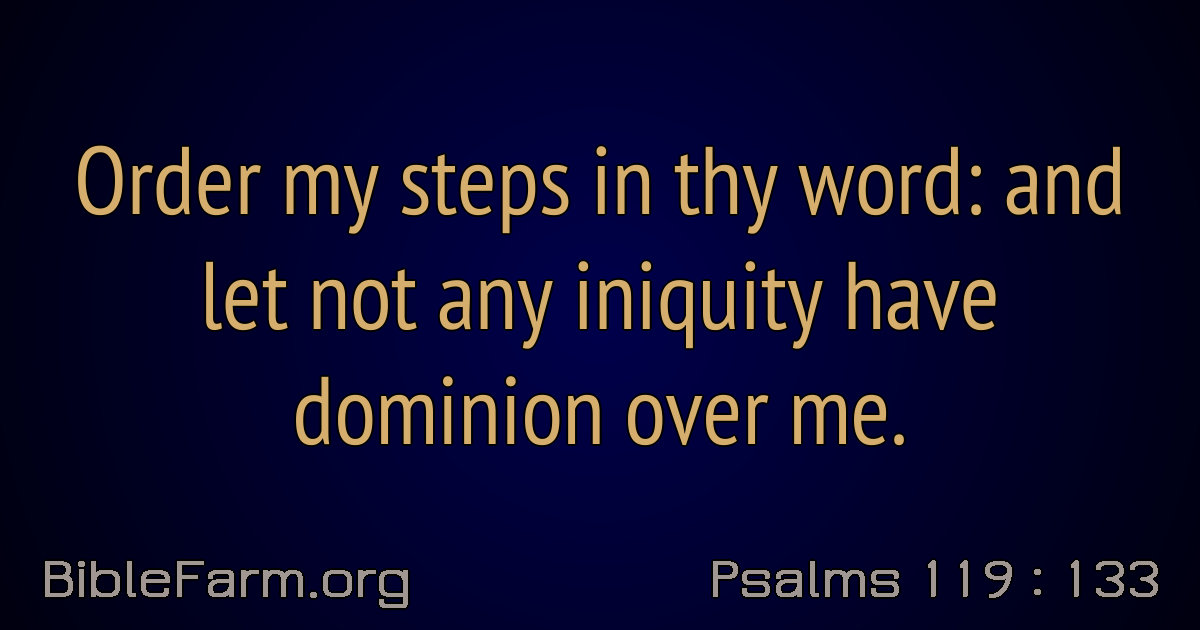 Order my steps in thy word: and
let not any iniquity have
dominion over me.
BibleFarm.org
Psalms 119 : 133